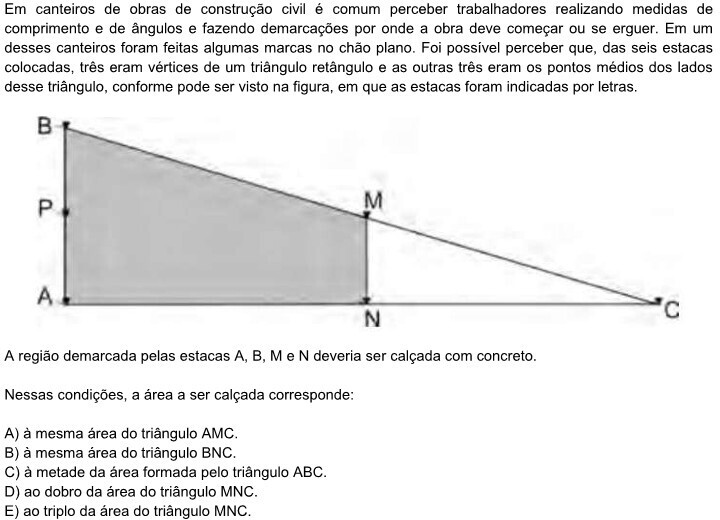 Em canteiros de obras de construção civil é comum perceber trabalhadores realizando medidas de
comprimento e de ângulos e fazendo demarcações por onde a obra deve começar ou se erguer. Em um
desses canteiros foram feitas algumas marcas no chão plano. Foi possível perceber que, das seis estacas
colocadas, três eram vértices de um triângulo retângulo e as outras três eram os pontos médios dos lados
desse triângulo, conforme pode ser visto na figura, em que as estacas foram indicadas por letras.
B
M
P
A
N
C
A região demarcada pelas estacas A, B, M e N deveria ser calçada com concreto.
Nessas condições, a área a ser calçada corresponde:
A) à mesma área do triângulo AMC.
B) à mesma área do triângulo BNC.
C) à metade da área formada pelo triângulo ABC.
D) ao dobro da área do triângulo MNC.
E) ao triplo da área do triângulo MNC.